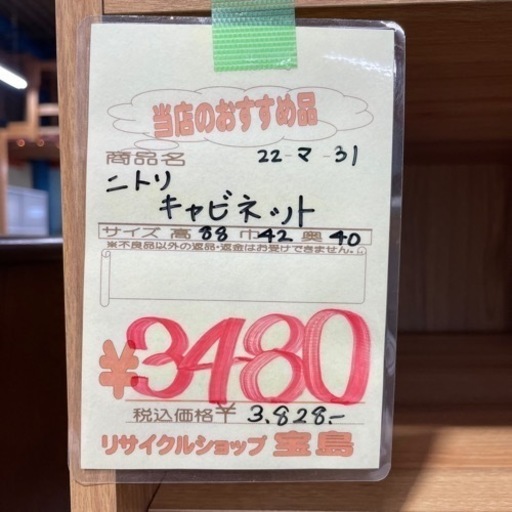 当店のおすすめ品
商品名 22-マ-31
ニトリ
キャビネット
サイズ 高 88 巾 42 奥 40
※不良品以外の返品・返金はお受けできません。
¥3480
税込価格¥ 3,828-
リサイクルショップ 宝島